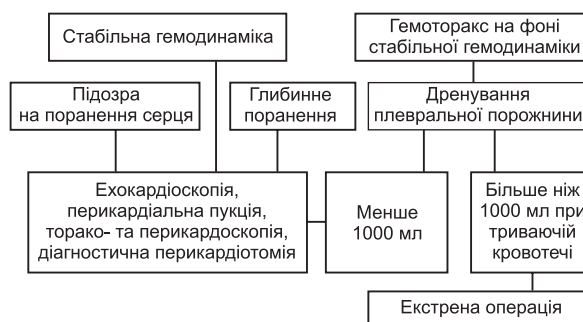 Стабільна гемодинаміка
Гемоторакс на фоні
стабільної гемодинаміки
Підозра
на поранення серця
Глибинне
поранення
Дренування
плевральної порожнини
Ехокардіоскопія,
перикардіальна пукція,
торако- та перикардоскопія,
діагностична перикардіотомія
Менше
1000 мл
Більше ніж
1000 мл при
триваючій
кровотечі
Екстрена операція